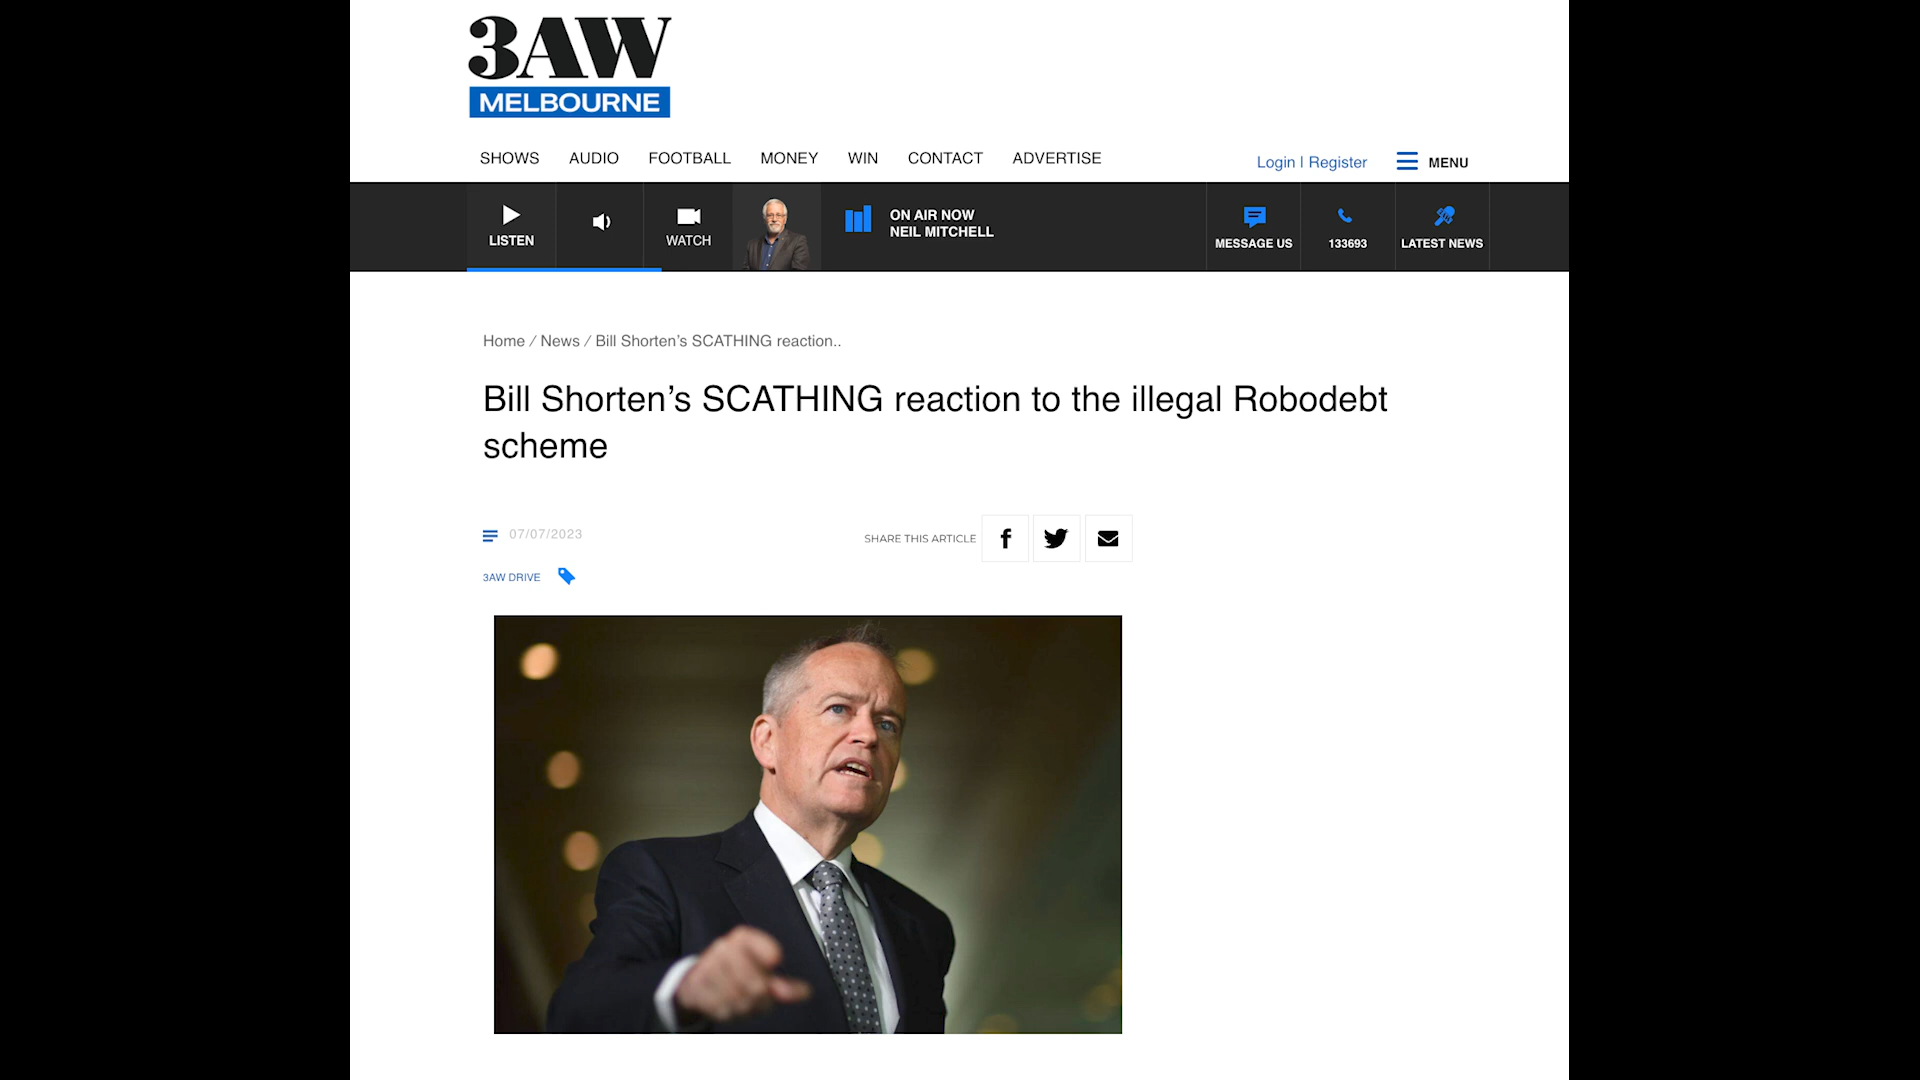 3AW
MELBOURNE
SHOWS AUDIO FOOTBALL MONEY WIN CONTACT ADVERTISE
Login | Register
MENU
LISTEN
WATCH
ON AIR NOW
NEIL MITCHELL
MESSAGE US
133693
LATEST NEWS
Home / News / Bill Shorten’s SCATHING reaction..
Bill Shorten’s SCATHING reaction to the illegal Robodebt
scheme
07/07/2023
SHARE THIS ARTICLE
3AW DRIVE